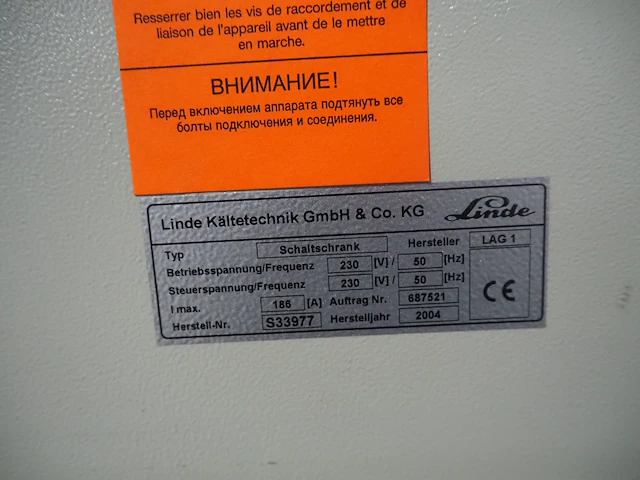 Resserrer bien les vis de raccordement et de
liaison de l'appareil avant de le mettre
en marche.
ВНИМАНИЕ!
Перед включением аппарата подтянуть все
болты подключения и соединения.
Linde Kältetechnik GmbH & Co. KG Linde
Typ Schaltschrank Hersteller LAG 1
Betriebsspannung/Frequenz 230 [V] / 50 [Hz]
Steuerspannung/Frequenz 230 [V] / 50 [Hz] CE
I max. 186 [A] Auftrag Nr. 687521
Herstell-Nr. S33977 Herstelljahr 2004